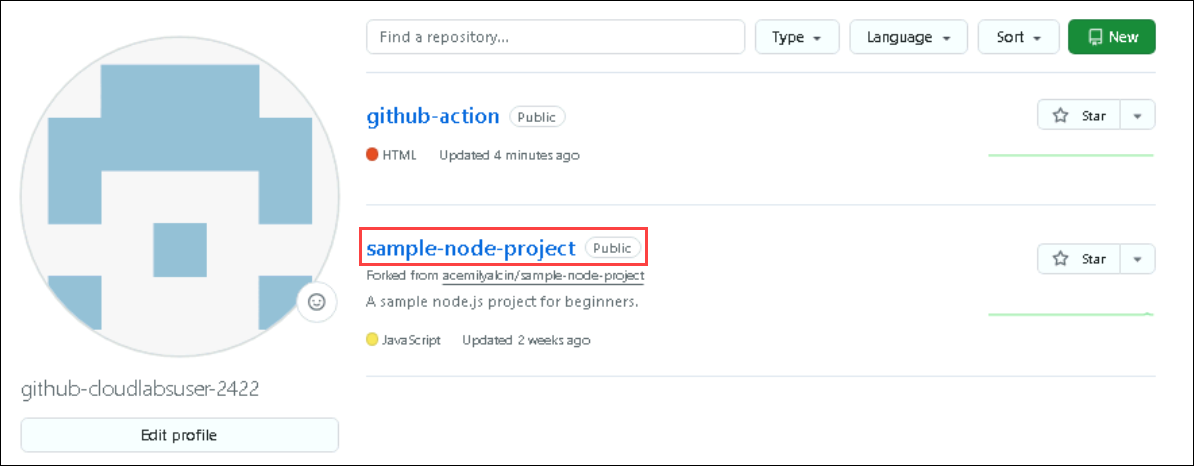 Find a repository...
Type
Language
Sort
New
github-action Public
Star
HTML Updated 4 minutes ago
sample-node-project Public
Star
Forked from acemilyalcin/sample-node-project
A sample node.js project for beginners.
JavaScript Updated 2 weeks ago
github-cloudlabsuser-2422
Edit profile